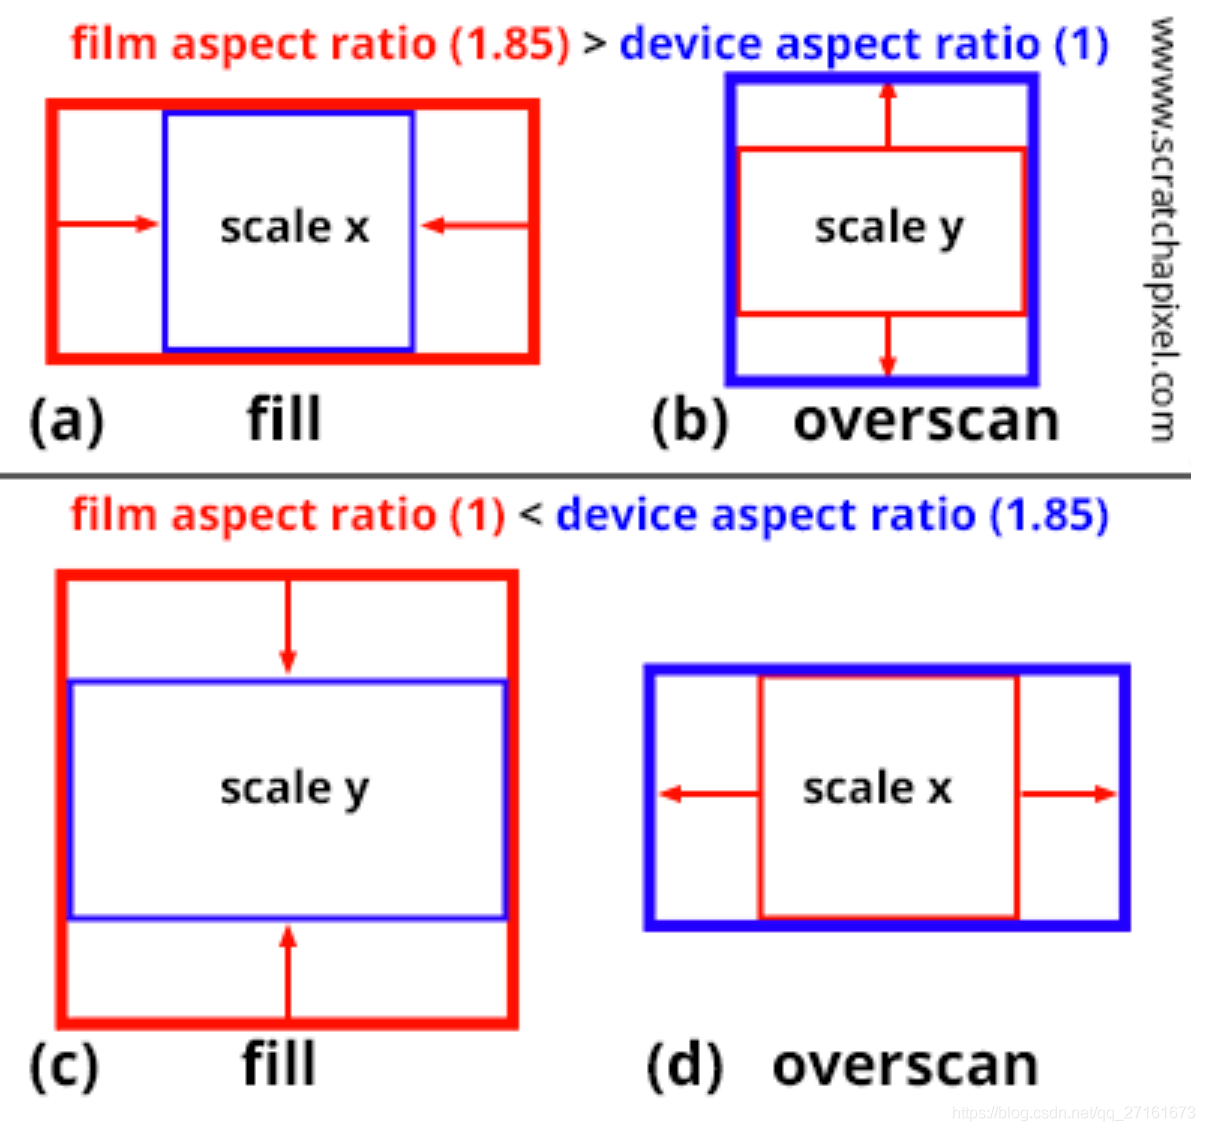 film aspect ratio (1.85) > device aspect ratio (1)
scale x
scale y
(a) fill
(b) overscan
www.scratchapixel.com
film aspect ratio (1) < device aspect ratio (1.85)
scale y
scale x
(c) fill
(d) overscan
https://blog.csdn.net/qq_27161673